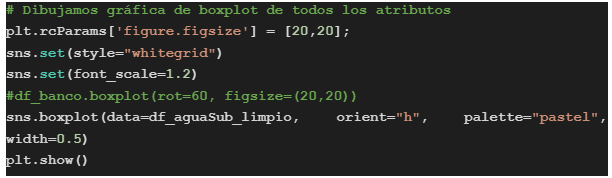 # Dibujamos gráfica de boxplot de todos los atributos
plt.rcParams['figure.figsize'] = [20,20];
sns.set(style="whitegrid")
sns.set(font_scale=1.2)
#df_banco.boxplot(rot=60, figsize=(20,20))
sns.boxplot(data=df_aguaSub_limpio, orient="h", palette="pastel",
width=0.5)
plt.show()